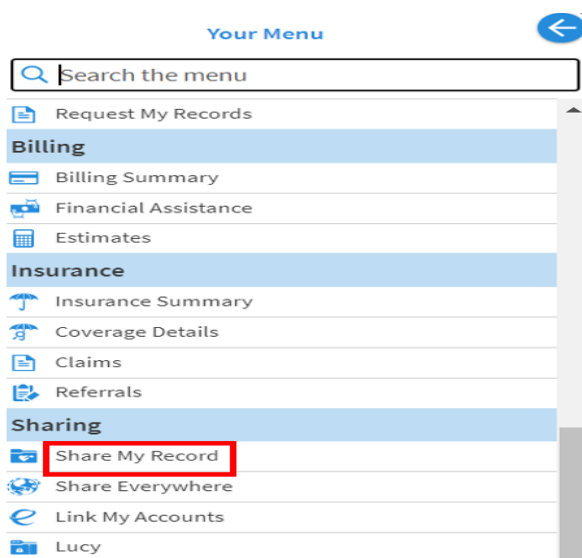 Your Menu
Search the menu
Request My Records
Billing
Billing Summary
Financial Assistance
Estimates
Insurance
Insurance Summary
Coverage Details
Claims
Referrals
Sharing
Share My Record
Share Everywhere
Link My Accounts
Lucy